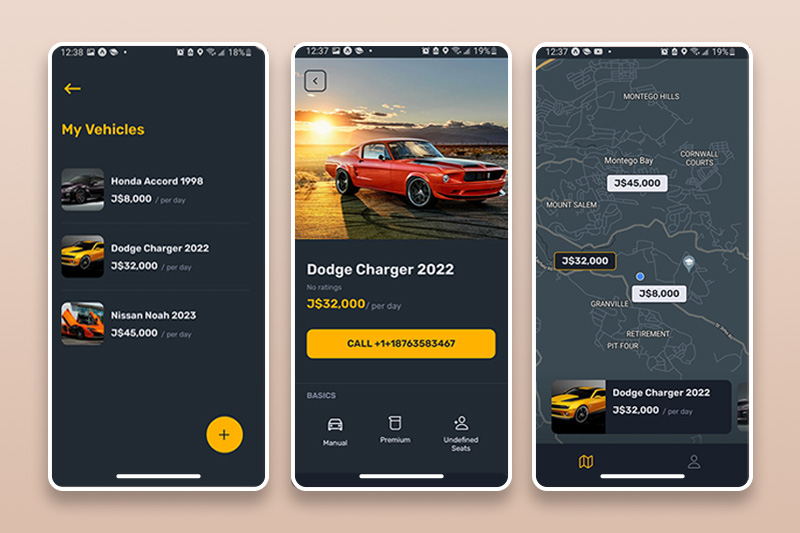 12:38
18%
My Vehicles
Honda Accord 1998
J$8,000 / per day
Dodge Charger 2022
J$32,000 / per day
Nissan Noah 2023
J$45,000 / per day
12:37
19%
Dodge Charger 2022
No ratings
J$32,000/ per day
CALL +1+18763583467
BASICS
Manual
Premium
Undefined
Seats
12:37
19%
MONTEGO HILLS
Montego Bay
CORNWALL
COURTS
J$45,000
MOUNT SALEM
J$32,000
J$8,000
GRANVILLE
RETIREMENT
PIT FOUR
Dodge Charger 2022
J$32,000 / per day